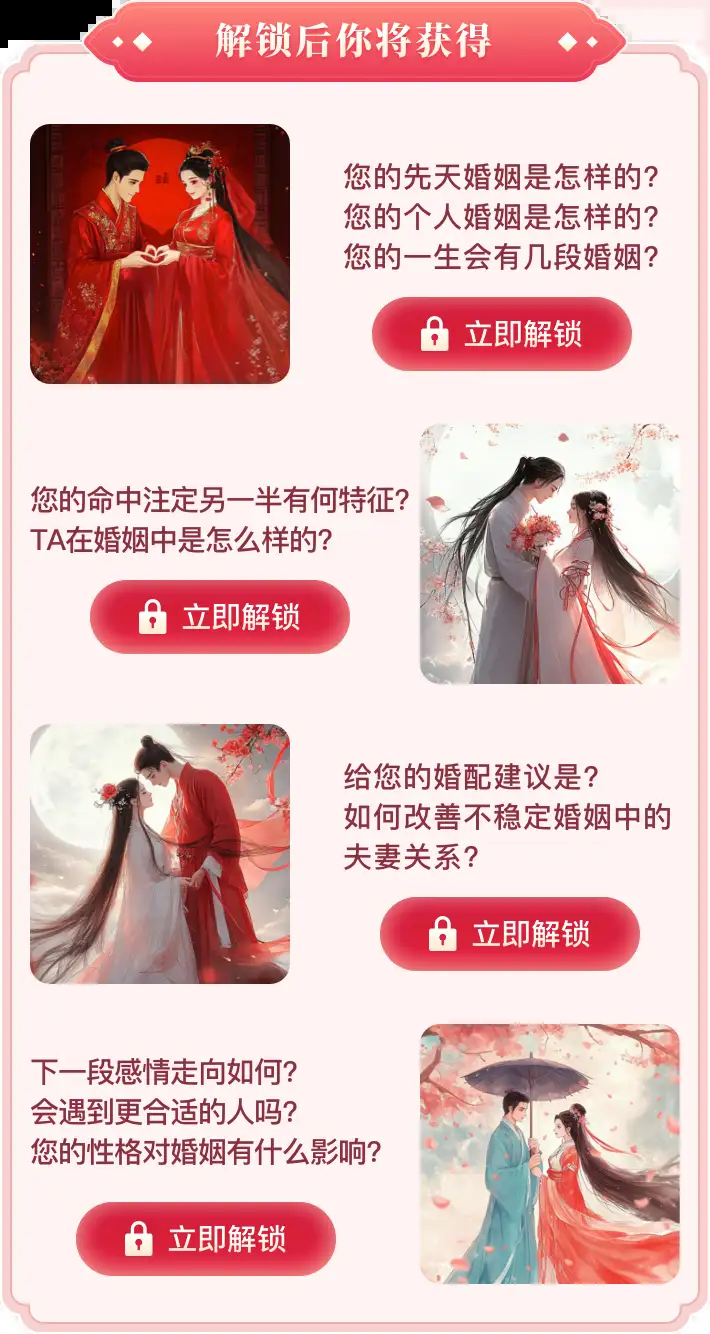 解锁后你将获得
您的先天婚姻是怎样的?
您的个人婚姻是怎样的?
您的一生会有几段婚姻?
立即解锁
您的命中注定另一半有何特征?
TA在婚姻中是怎么样的?
立即解锁
给您的婚配建议是?
如何改善不稳定婚姻中的
夫妻关系?
立即解锁
下一段感情走向如何?
会遇到更合适的人吗?
您的性格对婚姻有什么影响?
立即解锁